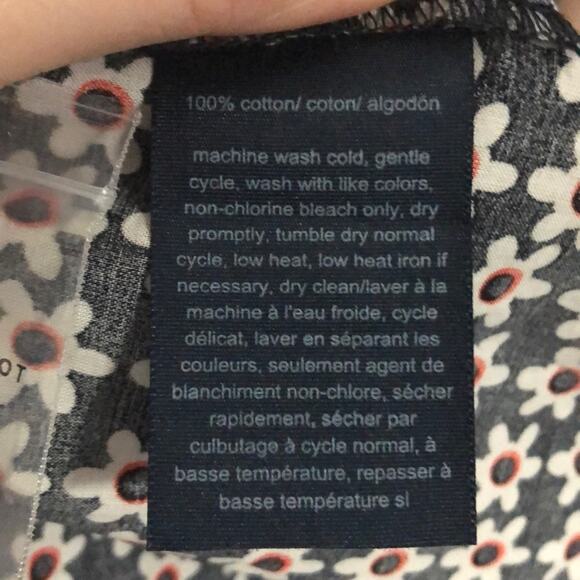 100% cotton/ coton/ algodón
machine wash cold, gentle
cycle, wash with like colors,
non-chlorine bleach only, dry
promptly, tumble dry normal
cycle, low heat, low heat iron if
necessary, dry clean/laver à la
machine à l'eau froide, cycle
délicat, laver en séparant les
couleurs, seulement agent de
blanchiment non-chlore, sécher
rapidement, sécher par
culbutage à cycle normal, à
basse température, repasser à
basse température si
OT